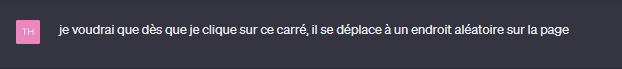 TH
je voudrai que dès que je clique sur ce carré, il se déplace à un endroit aléatoire sur la page